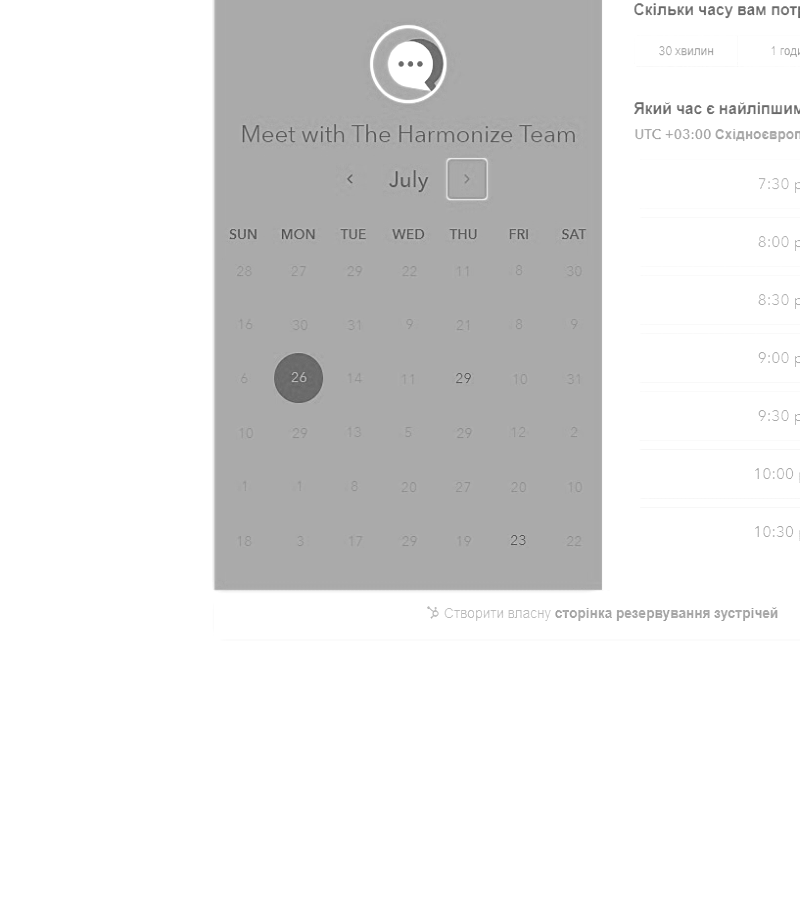 Meet with The Harmonize Team
July
SUN MON TUE WED THU FRI SAT
28 27 29 22 11 8 30
16 30 31 9 21 8 9
6 26 14 11 29 10 31
10 29 13 5 29 12 2
1 1 8 20 27 20 10
18 3 17 29 19 23 22
Скільки часу вам
30 хвилин 1
Який час є
UTC +03:00
7:30
8:00
8:30
9:00
9:30
10:00
10:30
Створити власну сторінка резервування зустрічей